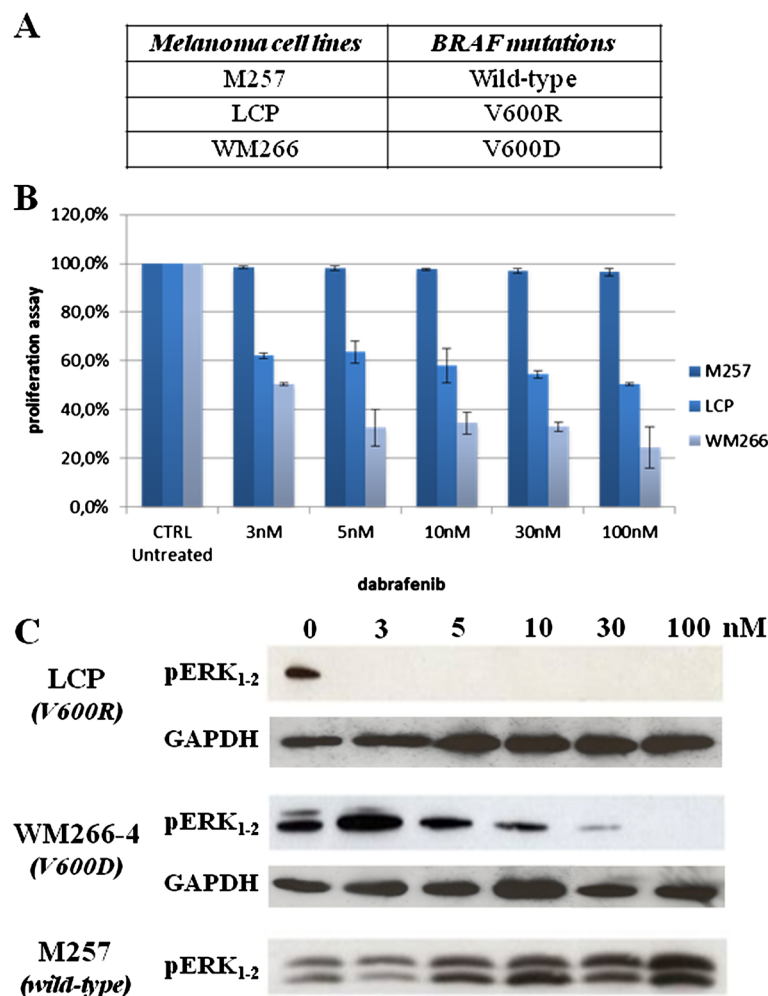 A
Melanoma cell lines BRAF mutations
M257 Wild-type
LCP V600R
WM266 V600D
B
120,0%
100,0%
80,0%
60,0%
40,0%
20,0%
0,0%
proliferation assay
CTRL Untreated 3nM 5nM 10nM 30nM 100nM
dabrafenib
M257
LCP
WM266
C
0 3 5 10 30 100 nM
LCP
(V600R)
pERK1-2
GAPDH
WM266-4
(V600D)
pERK1-2
GAPDH
M257
(wild-type)
pERK1-2